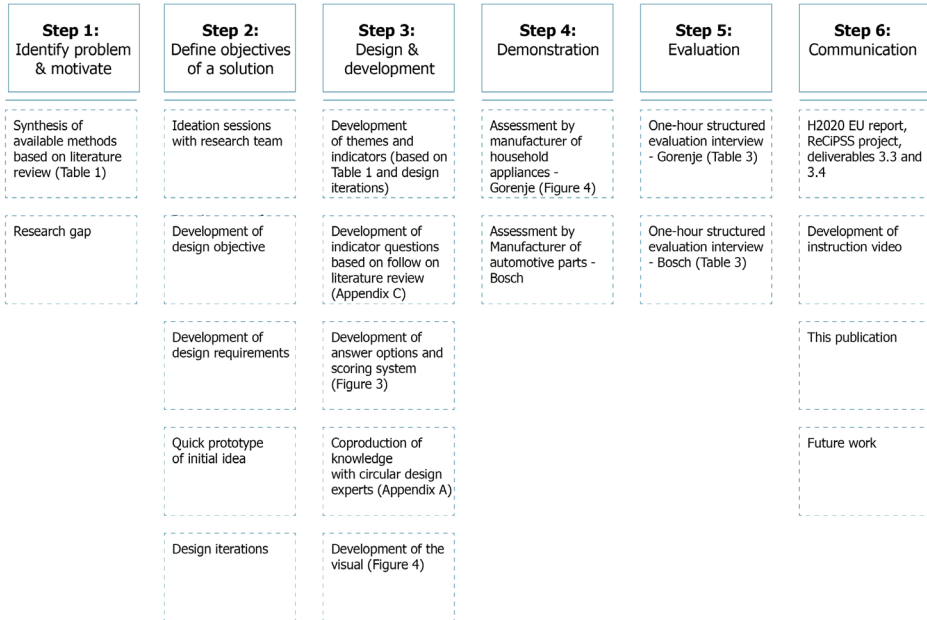 Step 1:
Identify problem
& motivate
Synthesis of
available methods
based on literature
review (Table 1)
Research gap
Step 2:
Define objectives
of a solution
Ideation sessions
with research team
Development of
design objective
Development of
design requirements
Quick prototype
of initial idea
Design iterations
Step 3:
Design &
development
Development
of themes and
indicators (based on
Table 1 and design
iterations)
Development of
indicator questions
based on follow on
literature review
(Appendix C)
Development of
answer options and
scoring system
(Figure 3)
Coproduction of
knowledge
with circular design
experts (Appendix A)
Development of the
visual (Figure 4)
Step 4:
Demonstration
Assessment by
manufacturer of
household
appliances -
Gorenje (Figure 4)
Assessment by
Manufacturer of
automotive parts -
Bosch
Step 5:
Evaluation
One-hour structured
evaluation interview
- Gorenje (Table 3)
One-hour structured
evaluation interview
- Bosch (Table 3)
Step 6:
Communication
H2020 EU report,
ReCiPSS project,
deliverables 3.3 and
3.4
Development of
instruction video
This publication
Future work